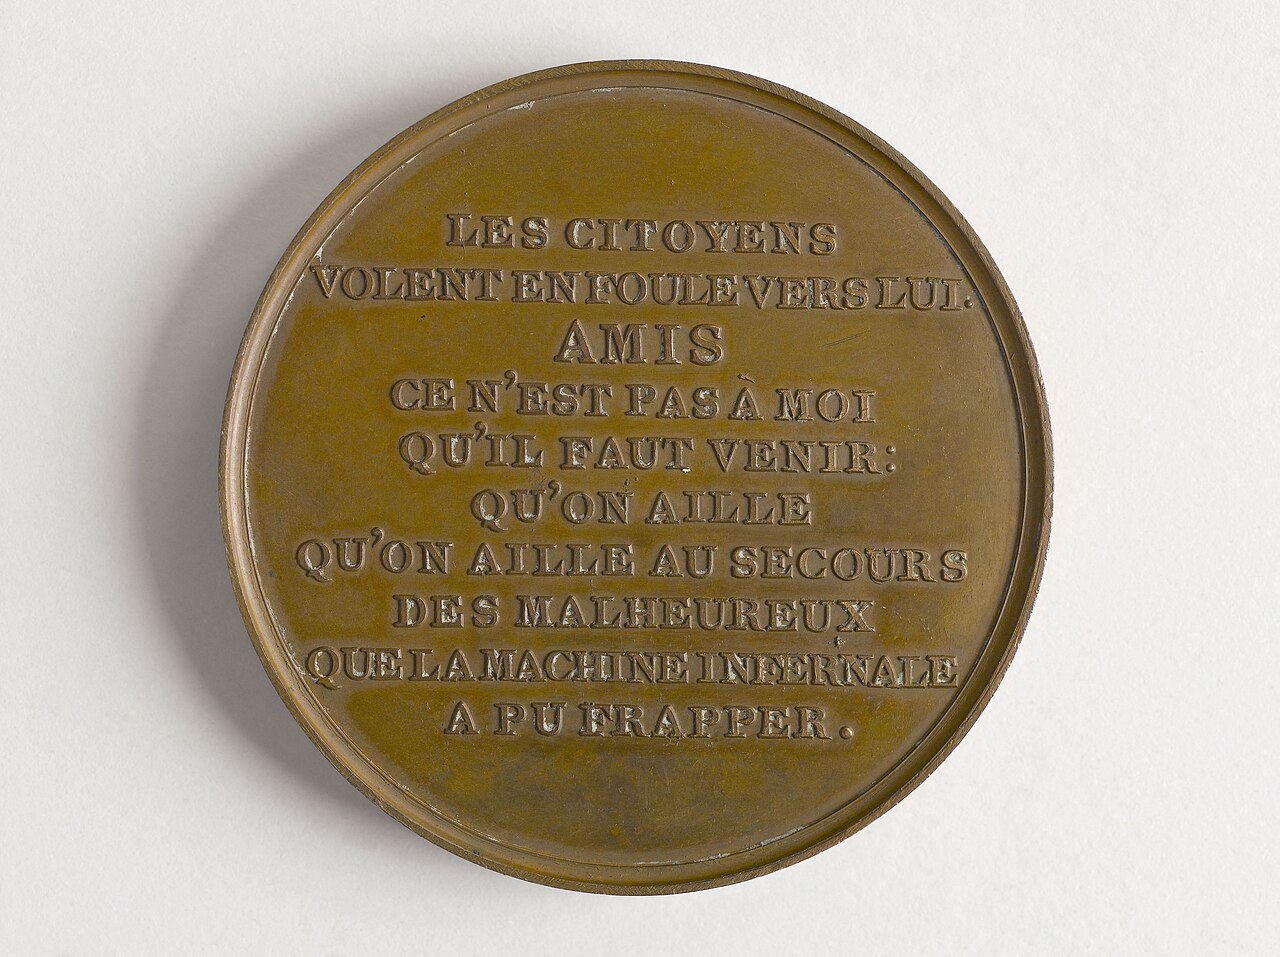 LES CITOYENS
VOLENT EN FOULE VERS LUI.
AMIS
CE N'EST PAS À MOI
QU'IL FAUT VENIR:
QU'ON AILLE
QU'ON AILLE AU SECOURS
DES MALHEUREUX
QUE LA MACHINE INFERNALE
A PU FRAPPER.